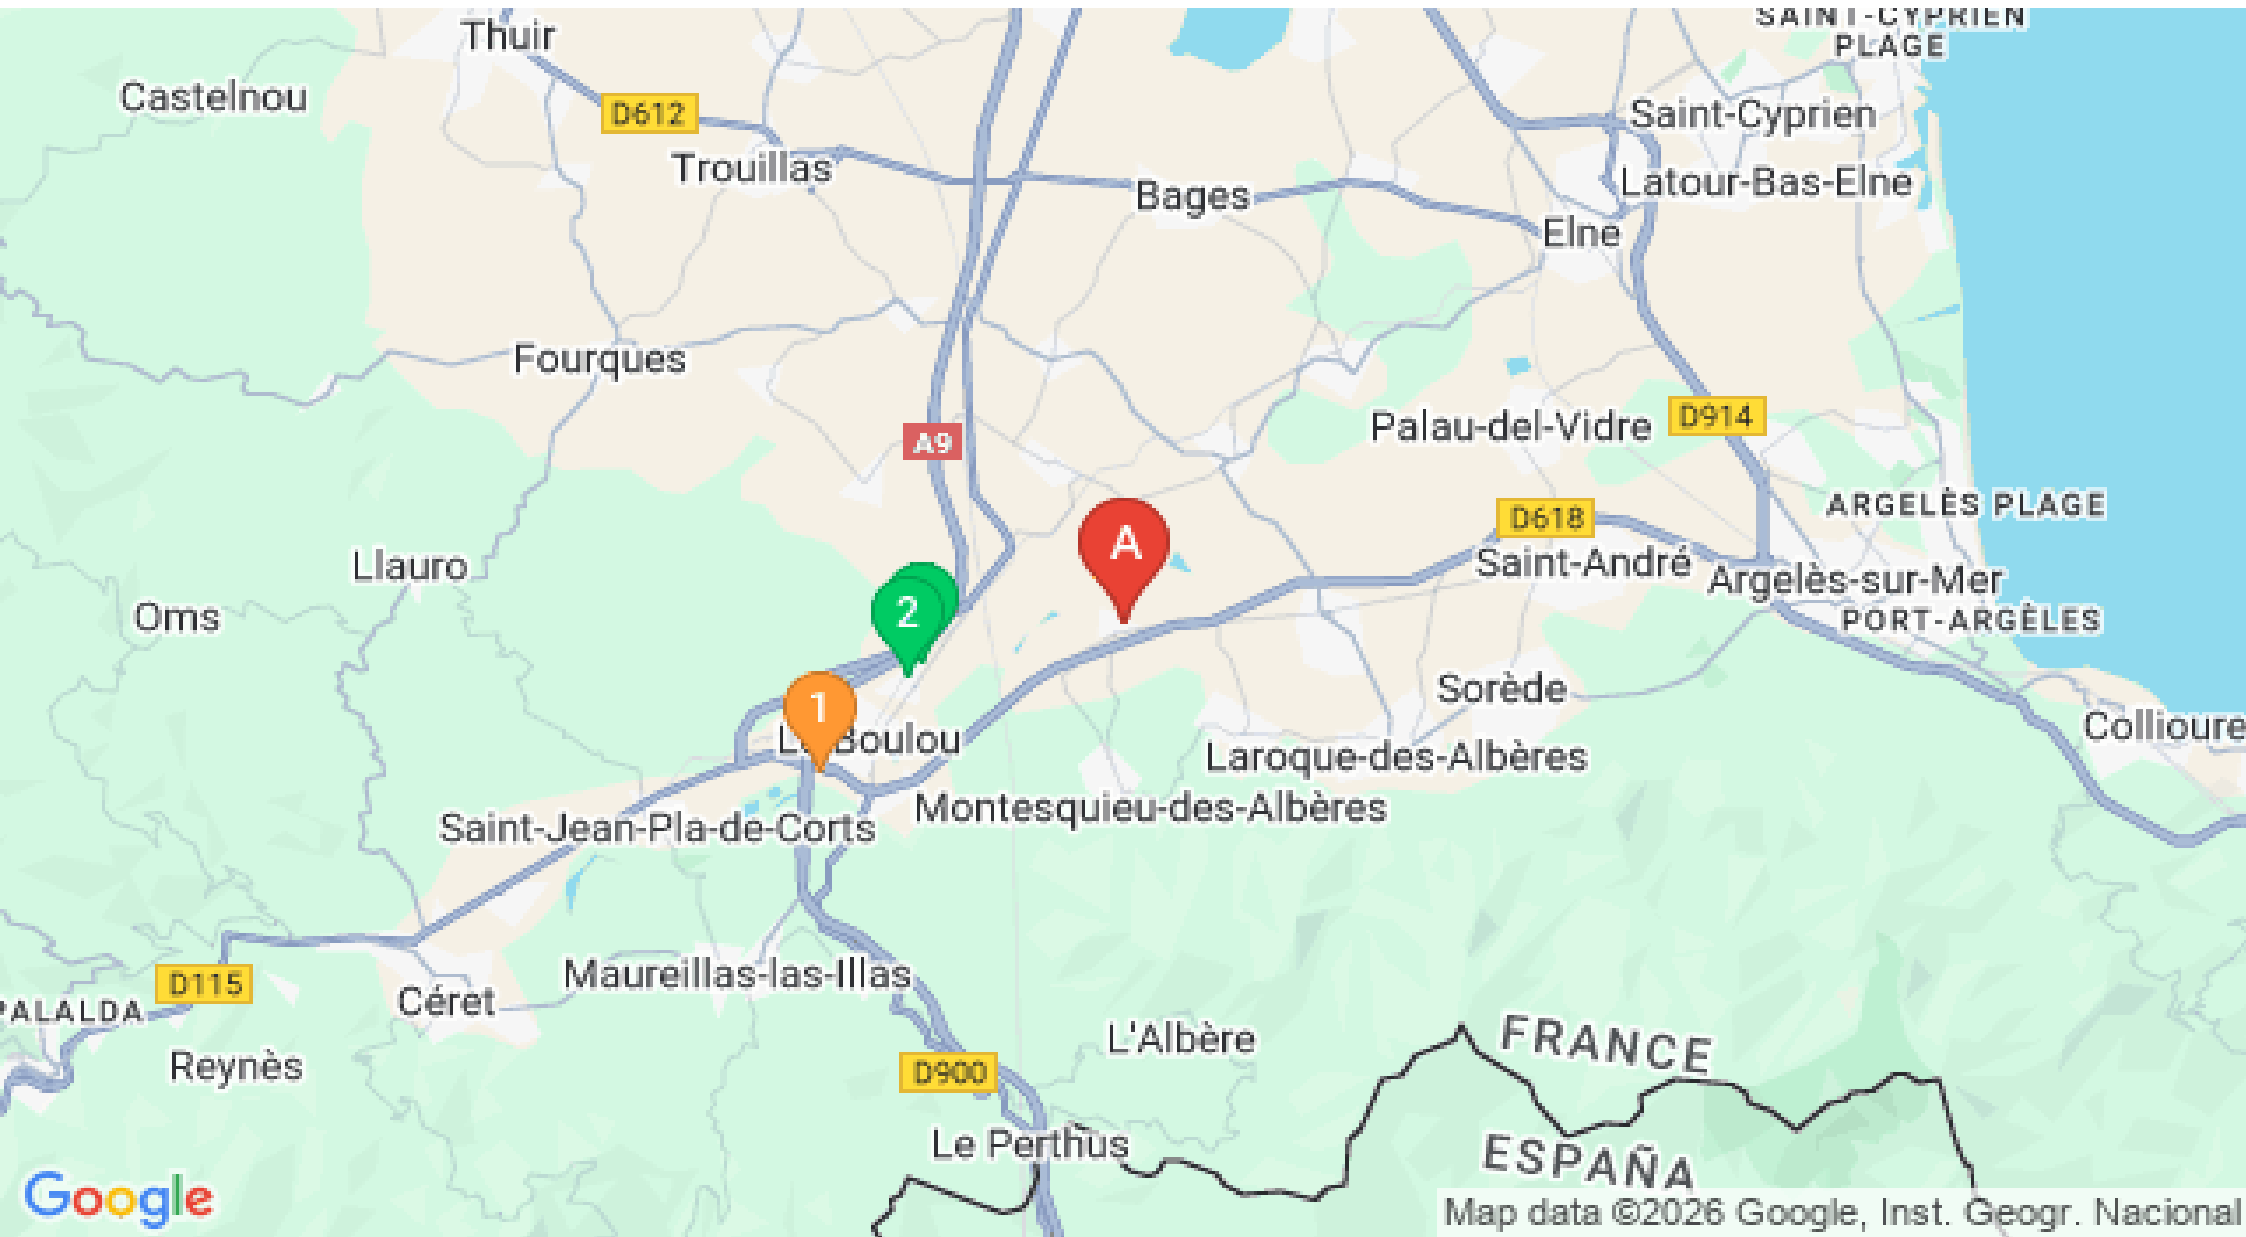 SAINT-CYPRIEN
PLAGE
Thuir
Castelnou
D612
Saint-Cyprien
Trouillas
Bages
Latour-Bas-Elne
Elne
Fourques
A9
Palau-del-Vidre
D914
ARGELÈS PLAGE
D618
A
Llauro
Saint-André
Argelès-sur-Mer
Oms
2
PORT-ARGÈLES
Sorède
1
Le Boulou
Collioure
Laroque-des-Albères
Montesquieu-des-Albères
Saint-Jean-Pla-de-Corts
Maureillas-las-Illas
D115
Céret
PALALDA
L'Albère
FRANCE
Reynès
D900
Le Perthus
ESPAÑA
Google
Map data ©2026 Google, Inst. Geogr. Nacional